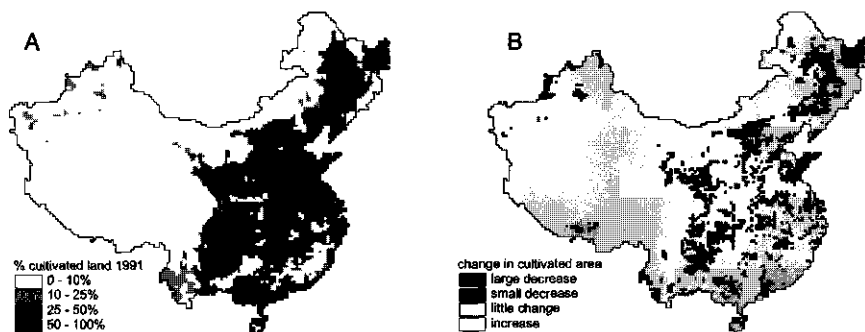 A
B
% cultivated land 1991
0 - 10%
10 - 25%
25 - 50%
50 - 100%
change in cultivated area
large decrease
small decrease
little change
increase